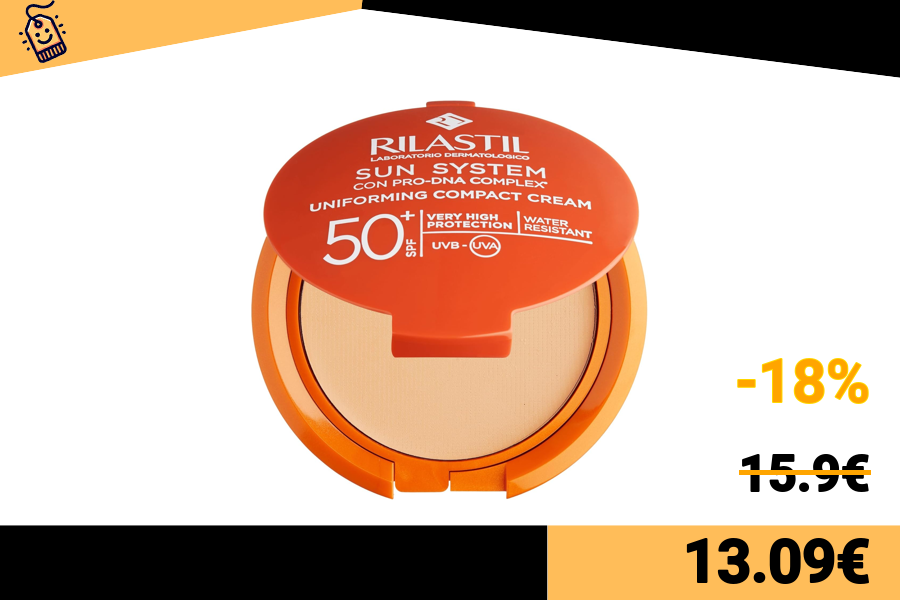 RILASTIL
LABORATORIO DERMATOLOGICO
SUN SYSTEM
CON PRO-DNA COMPLEX®
UNIFORMING COMPACT CREAM
50+ SPF
VERY HIGH
PROTECTION
WATER
RESISTANT
UVB - UVA
-18%
15.9€
13.09€